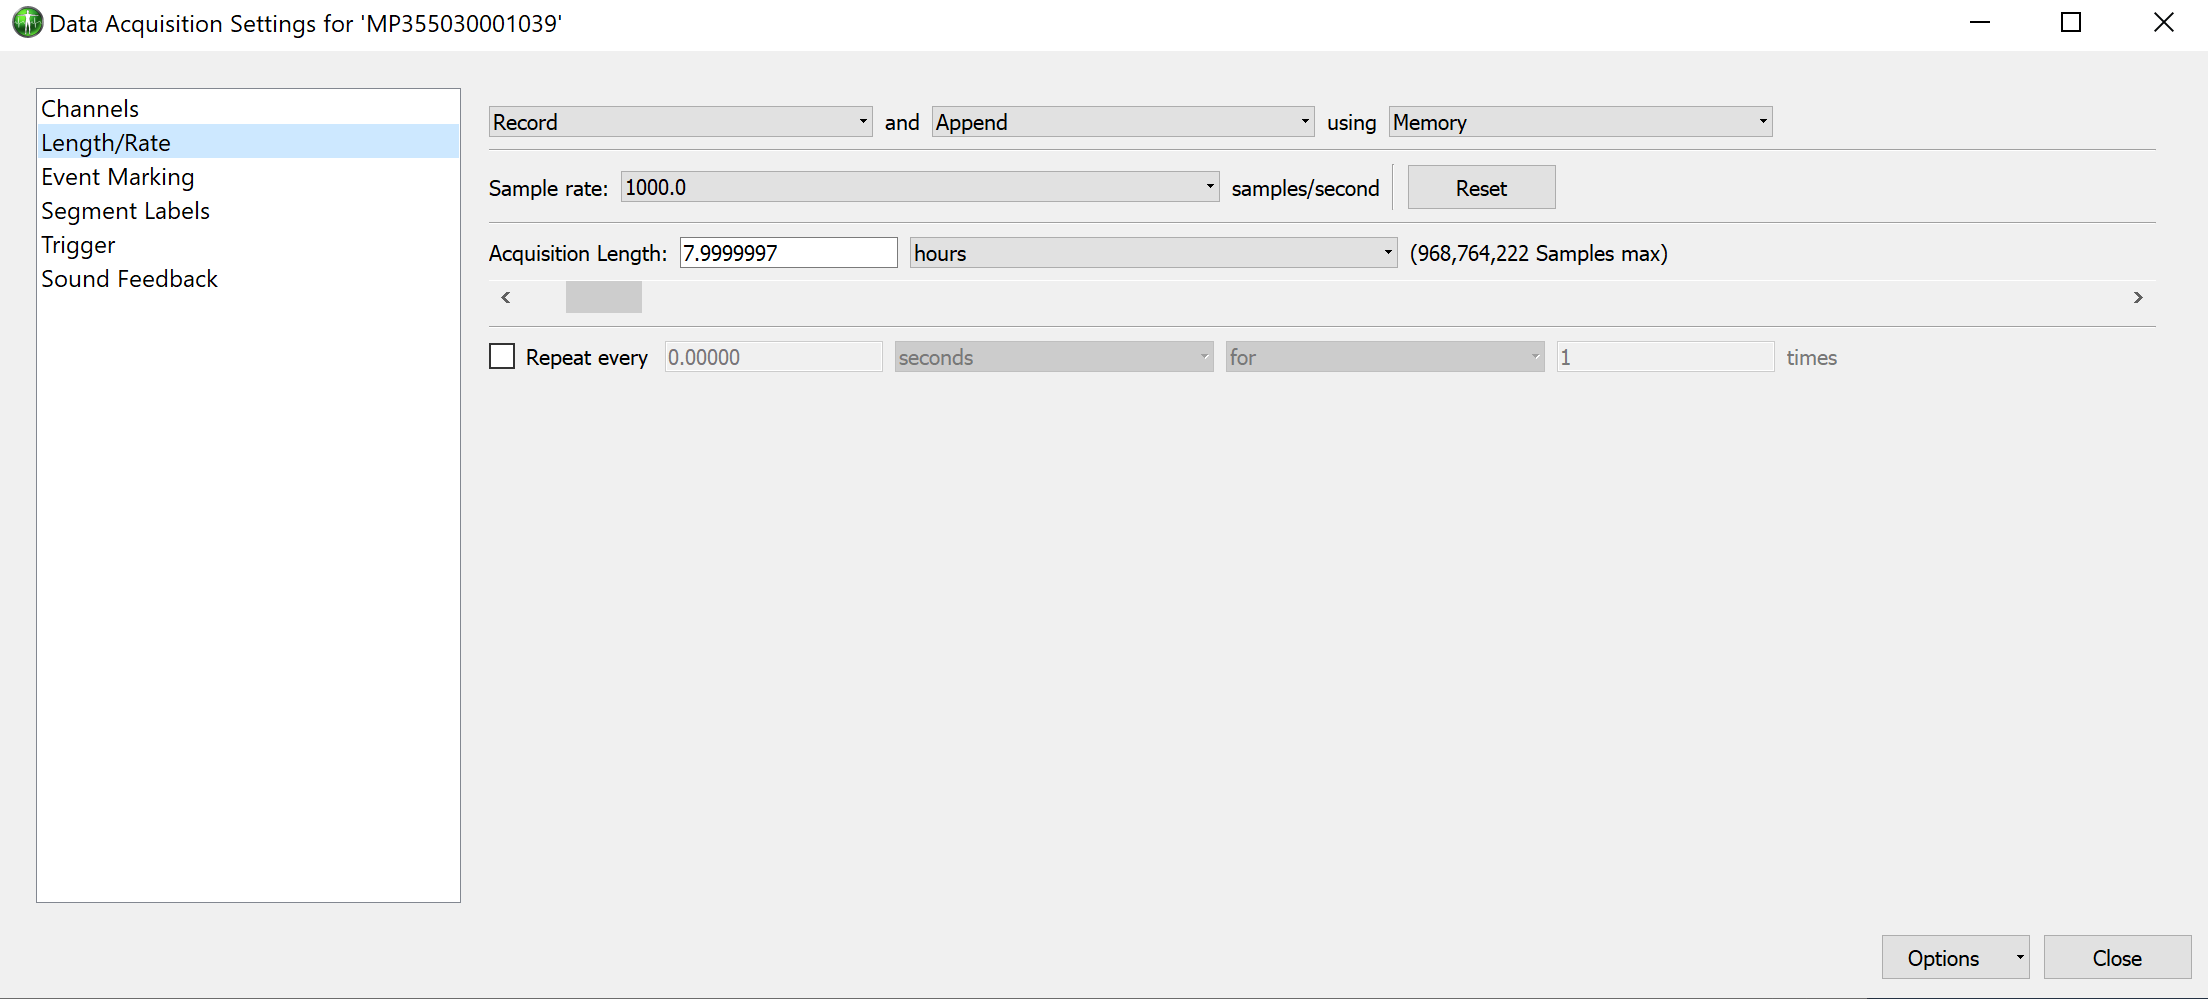 Data Acquisition Settings for 'MP355030001039'
Channels
Length/Rate
Event Marking
Segment Labels
Trigger
Sound Feedback
Record and Append using Memory
Sample rate: 1000.0 samples/second Reset
Acquisition Length: 7.9999997 hours (968,764,222 Samples max)
Repeat every 0.00000 seconds for 1 times
Options Close